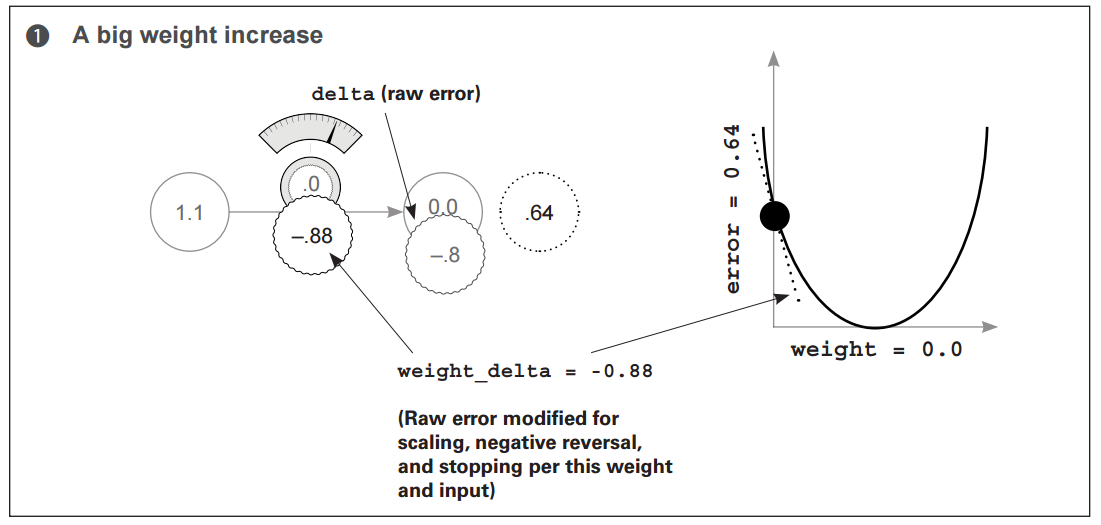 ❶ A big weight increase
delta (raw error)
.0
1.1
0.0
.64
–.88
–.8
error = 0.64
weight = 0.0
weight_delta = -0.88
(Raw error modified for
scaling, negative reversal,
and stopping per this weight
and input)